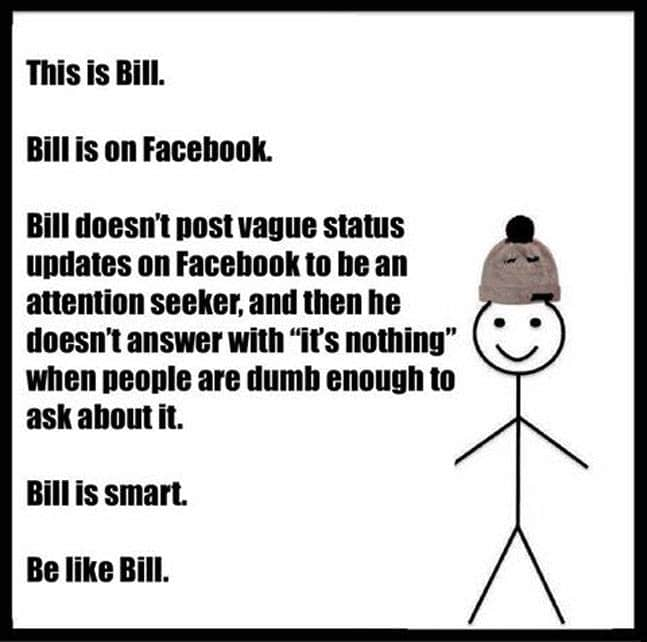 This is Bill.
Bill is on Facebook.
Bill doesn't post vague status
updates on Facebook to be an
attention seeker, and then he
doesn't answer with “it's nothing”
when people are dumb enough to
ask about it.
Bill is smart.
Be like Bill.